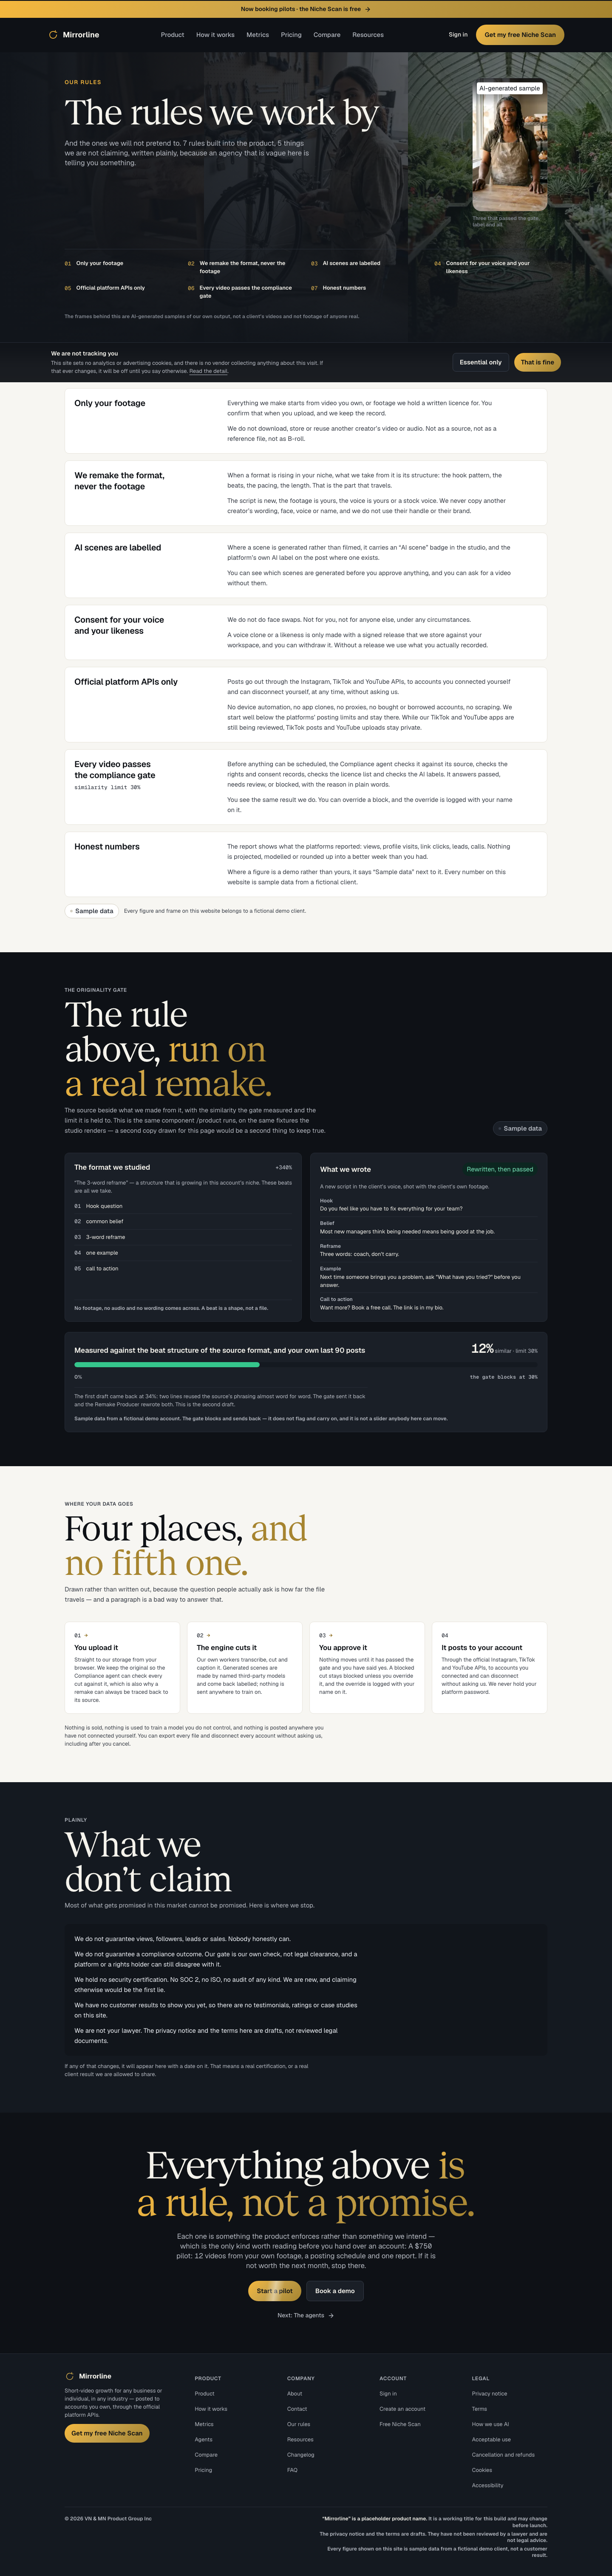 Now booking pilots · the Niche Scan is free →
Mirrorline
Product
How it works
Metrics
Pricing
Compare
Resources
Sign in
Get my free Niche Scan
OUR RULES
The rules we work by
And the ones we will not pretend to. 7 rules built into the product, 5 things
we are not claiming, written plainly, because an agency that is vague here is
telling you something.
AI-generated sample
Three that passed the gate,
label and all.
01 Only your footage
02 We remake the format, never the
footage
03 AI scenes are labelled
04 Consent for your voice and your
likeness
05 Official platform APIs only
06 Every video passes the compliance
gate
07 Honest numbers
The frames behind this are AI-generated samples of our own output, not a client's videos and not footage of anyone real.
We are not tracking you
This site sets no analytics or advertising cookies, and there is no vendor collecting anything about this visit. If
that ever changes, it will be off until you say otherwise. Read the detail.
Essential only
That is fine
Only your footage
Everything we make starts from video you own, or footage we hold a written licence for. You
confirm that when you upload, and we keep the record.
We do not download, store or reuse another creator's video or audio. Not as a source, not as a
reference file, not as B-roll.
We remake the format,
never the footage
When a format is rising in your niche, what we take from it is its structure: the hook pattern, the
beats, the pacing, the length. That is the part that travels.
The script is new, the footage is yours, the voice is yours or a stock voice. We never copy another
creator's wording, face, voice or name, and we do not use their handle or their brand.
AI scenes are labelled
Where a scene is generated rather than filmed, it carries an "AI scene" badge in the studio, and the
platform's own AI label on the post where one exists.
You can see which scenes are generated before you approve anything, and you can ask for a video
without them.
Consent for your voice
and your likeness
We do not do face swaps. Not for you, not for anyone else, under any circumstances.
A voice clone or a likeness is only made with a signed release that we store against your
workspace, and you can withdraw it. Without a release we use what you actually recorded.
Official platform APIs only
Posts go out through the Instagram, TikTok and YouTube APIs, to accounts you connected yourself
and can disconnect yourself, at any time, without asking us.
No device automation, no app clones, no proxies, no bought or borrowed accounts, no scraping. We
start well below the platforms' posting limits and stay there. While our TikTok and YouTube apps are
still being reviewed, TikTok posts and YouTube uploads stay private.
Every video passes
the compliance gate
similarity limit 30%
Before anything can be scheduled, the Compliance agent checks it against its source, checks the
rights and consent records, checks the licence list and checks the AI labels. It answers passed,
needs review, or blocked, with the reason in plain words.
You see the same result we do. You can override a block, and the override is logged with your name
on it.
Honest numbers
The report shows what the platforms reported: views, profile visits, link clicks, leads, calls. Nothing
is projected, modelled or rounded up into a better week than you had.
Where a figure is a demo rather than yours, it says "Sample data" next to it. Every number on this
website is sample data from a fictional client.
Sample data
Every figure and frame on this website belongs to a fictional demo client.
THE ORIGINALITY GATE
The rule
above, run on
a real remake.
The source beside what we made from it, with the similarity the gate measured and the
limit it is held to. This is the same component /product runs, on the same fixtures the
studio renders — a second copy drawn for this page would be a second thing to keep true.
Sample data
The format we studied
+340%
"The 3-word reframe" — a structure that is growing in this account's niche. These beats
are all we take.
01 Hook question
02 common belief
03 3-word reframe
04 one example
05 call to action
No footage, no audio and no wording comes across. A beat is a shape, not a file.
What we wrote
Rewritten, then passed
A new script in the client's voice, shot with the client's own footage.
Hook
Do you feel like you have to fix everything for your team?
Belief
Most new managers think being needed means being good at the job.
Reframe
Three words: coach, don't carry.
Example
Next time someone brings you a problem, ask "What have you tried?" before you
answer.
Call to action
Want more? Book a free call. The link is in my bio.
Measured against the beat structure of the source format, and your own last 90 posts
12% similar · limit 30%
0%
the gate blocks at 30%
The first draft came back at 34%: two lines reused the source's phrasing almost word for word. The gate sent it back
and the Remake Producer rewrote both. This is the second draft.
Sample data from a fictional demo account. The gate blocks and sends back — it does not flag and carry on, and it is not a slider anybody here can move.
WHERE YOUR DATA GOES
Four places, and
no fifth one.
Drawn rather than written out, because the question people actually ask is how far the file
travels — and a paragraph is a bad way to answer that.
01 →
You upload it
Straight to our storage from your
browser. We keep the original so the
Compliance agent can check every
cut against it, which is also why a
remake can always be traced back to
its source.
02 →
The engine cuts it
Our own workers transcribe, cut and
caption it. Generated scenes are
made by named third-party models
and come back labelled; nothing is
sent anywhere to train on.
03 →
You approve it
Nothing moves until it has passed the
gate and you have said yes. A blocked
cut stays blocked unless you override
it, and the override is logged with your
name on it.
04
It posts to your account
Through the official Instagram, TikTok
and YouTube APIs, to accounts you
connected and can disconnect
without asking us. We never hold your
platform password.
Nothing is sold, nothing is used to train a model you do not control, and nothing is posted anywhere you
have not connected yourself. You can export every file and disconnect every account without asking us,
including after you cancel.
PLAINLY
What we
don't claim
Most of what gets promised in this market cannot be promised. Here is where we stop.
We do not guarantee views, followers, leads or sales. Nobody honestly can.
We do not guarantee a compliance outcome. Our gate is our own check, not legal clearance, and a
platform or a rights holder can still disagree with it.
We hold no security certification. No SOC 2, no ISO, no audit of any kind. We are new, and claiming
otherwise would be the first lie.
We have no customer results to show you yet, so there are no testimonials, ratings or case studies
on this site.
We are not your lawyer. The privacy notice and the terms here are drafts, not reviewed legal
documents.
If any of that changes, it will appear here with a date on it. That means a real certification, or a real
client result we are allowed to share.
Everything above is
a rule, not a promise.
Each one is something the product enforces rather than something we intend —
which is the only kind worth reading before you hand over an account: A $750
pilot: 12 videos from your own footage, a posting schedule and one report. If it is
not worth the next month, stop there.
Start a pilot
Book a demo
Next: The agents →
Mirrorline
Short-video growth for any business or
individual, in any industry — posted to
accounts you own, through the official
platform APIs.
Get my free Niche Scan
PRODUCT
Product
How it works
Metrics
Agents
Compare
Pricing
COMPANY
About
Contact
Our rules
Resources
Changelog
FAQ
ACCOUNT
Sign in
Create an account
Free Niche Scan
LEGAL
Privacy notice
Terms
How we use AI
Acceptable use
Cancellation and refunds
Cookies
Accessibility
© 2026 VN & MN Product Group Inc
"Mirrorline" is a placeholder product name. It is a working title for this build and may change
before launch.
The privacy notice and the terms are drafts. They have not been reviewed by a lawyer and are
not legal advice.
Every figure shown on this site is sample data from a fictional demo client, not a customer
result.